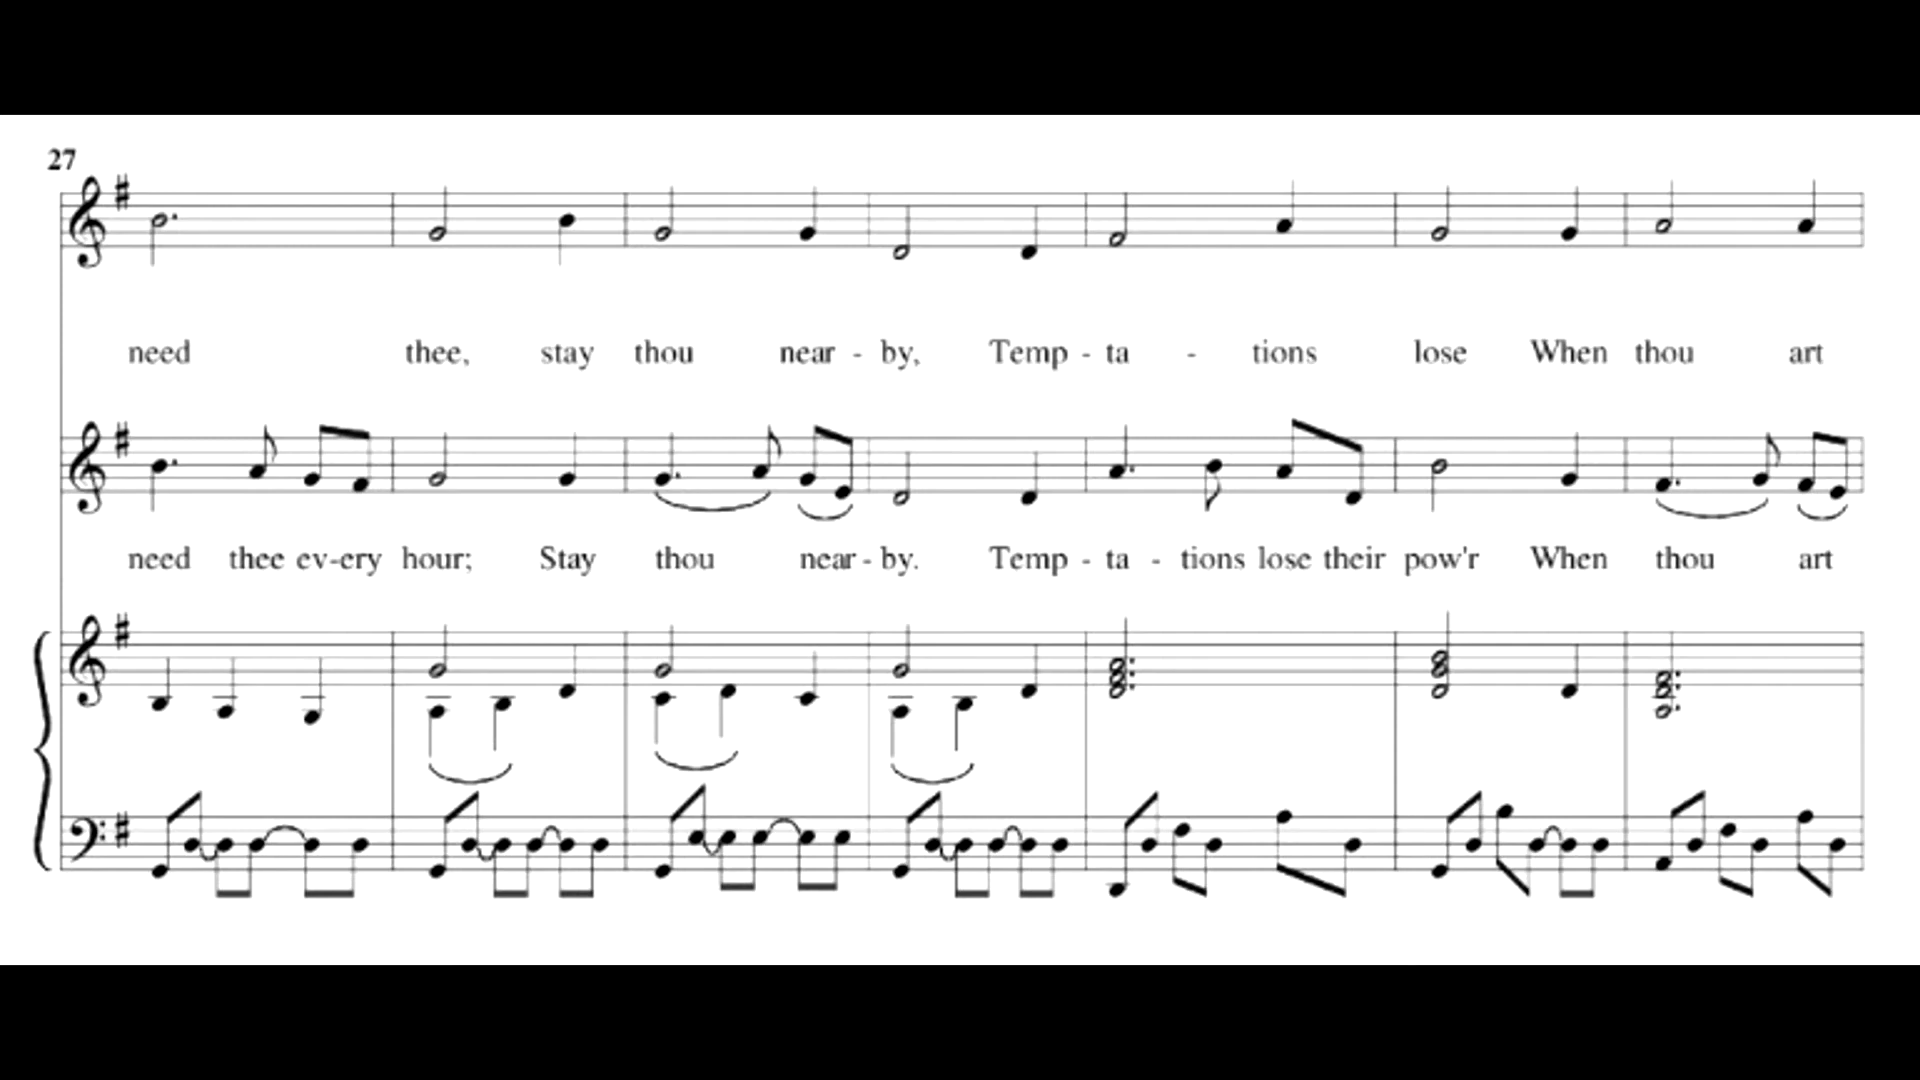 27
need thee, stay thou near - by, Temp - ta - tions lose When thou art
need thee ev-ery hour; Stay thou near - by. Temp - ta - tions lose their pow'r When thou art